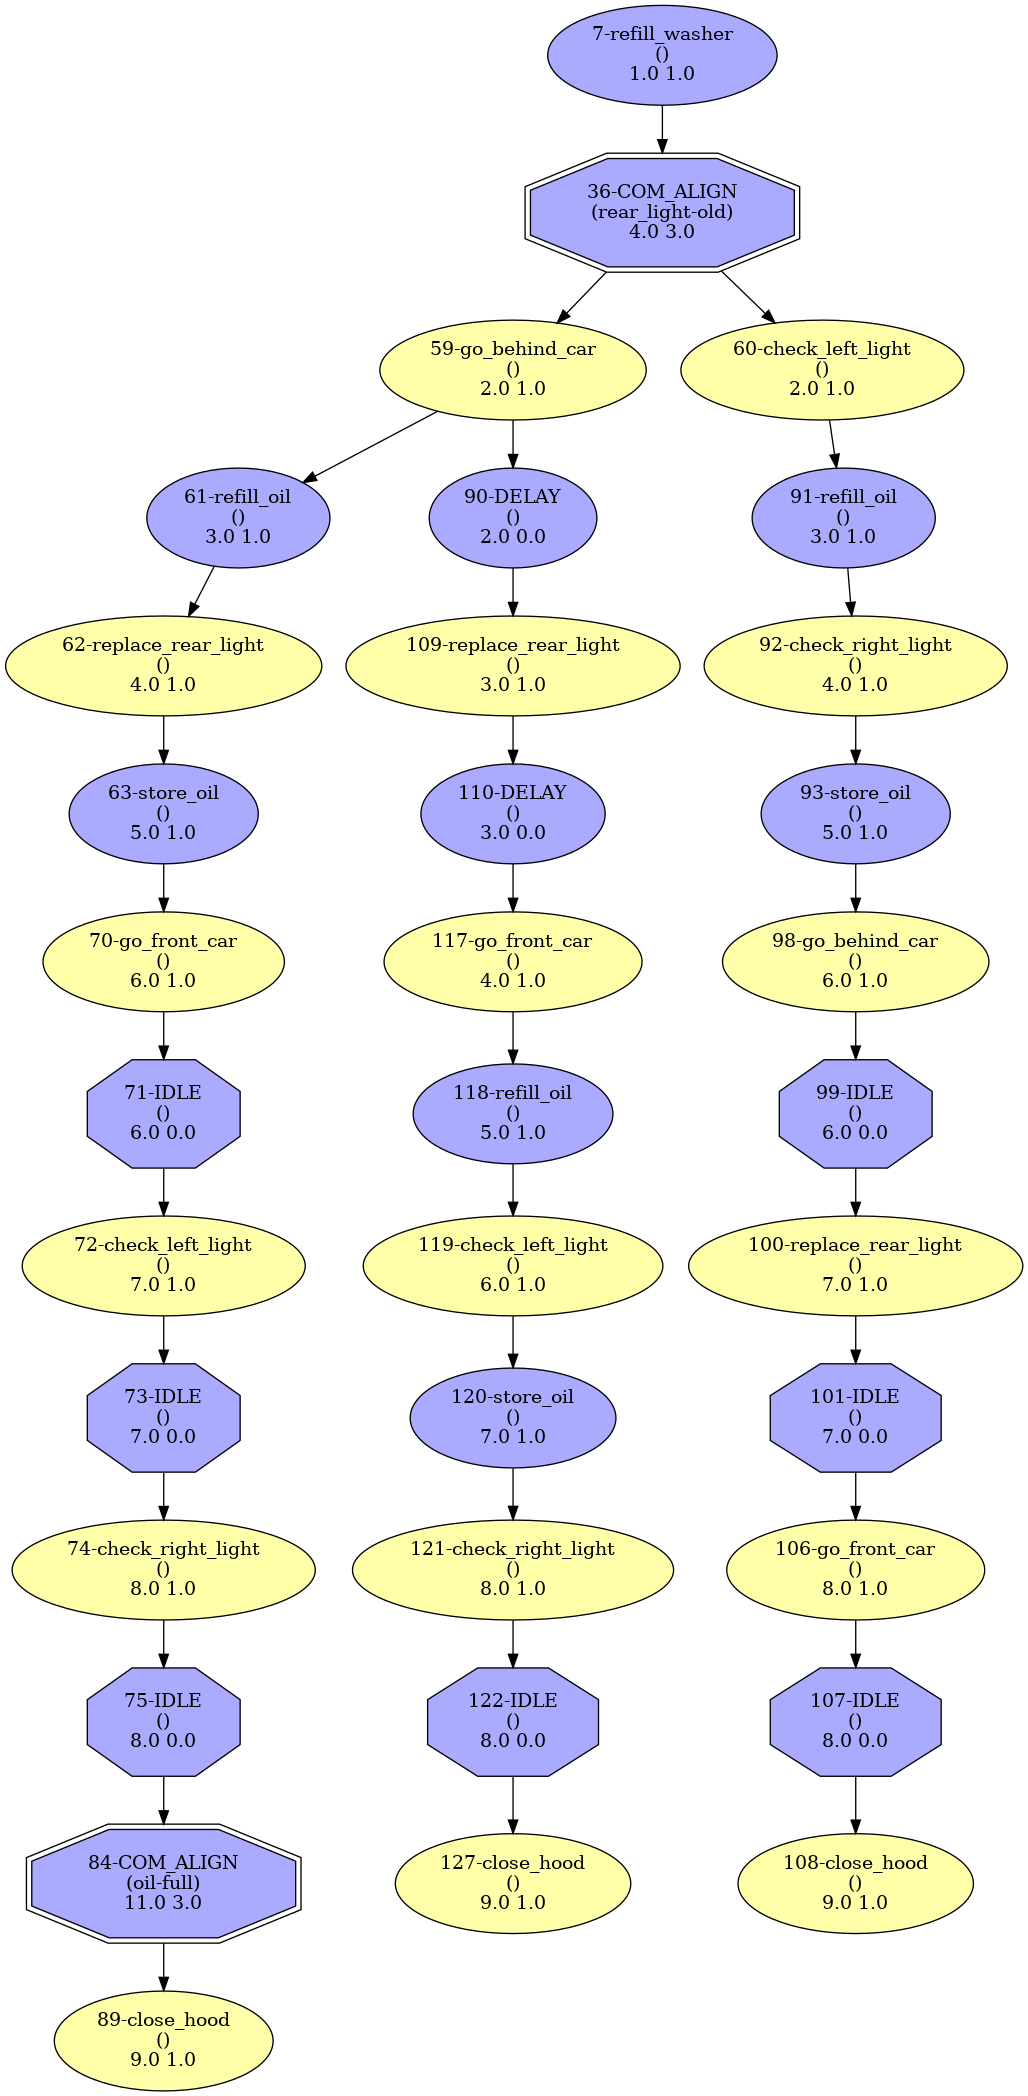 7-refill_washer
()
1.0 1.0
36-COM_ALIGN
(rear_light-old)
4.0 3.0
59-go_behind_car
()
2.0 1.0
60-check_left_light
()
2.0 1.0
61-refill_oil
()
3.0 1.0
90-DELAY
()
2.0 0.0
91-refill_oil
()
3.0 1.0
62-replace_rear_light
()
4.0 1.0
109-replace_rear_light
()
3.0 1.0
92-check_right_light
()
4.0 1.0
63-store_oil
()
5.0 1.0
110-DELAY
()
3.0 0.0
93-store_oil
()
5.0 1.0
70-go_front_car
()
6.0 1.0
117-go_front_car
()
4.0 1.0
98-go_behind_car
()
6.0 1.0
71-IDLE
()
6.0 0.0
118-refill_oil
()
5.0 1.0
99-IDLE
()
6.0 0.0
72-check_left_light
()
7.0 1.0
119-check_left_light
()
6.0 1.0
100-replace_rear_light
()
7.0 1.0
73-IDLE
()
7.0 0.0
120-store_oil
()
7.0 1.0
101-IDLE
()
7.0 0.0
74-check_right_light
()
8.0 1.0
121-check_right_light
()
8.0 1.0
106-go_front_car
()
8.0 1.0
75-IDLE
()
8.0 0.0
122-IDLE
()
8.0 0.0
107-IDLE
()
8.0 0.0
84-COM_ALIGN
(oil-full)
11.0 3.0
127-close_hood
()
9.0 1.0
108-close_hood
()
9.0 1.0
89-close_hood
()
9.0 1.0